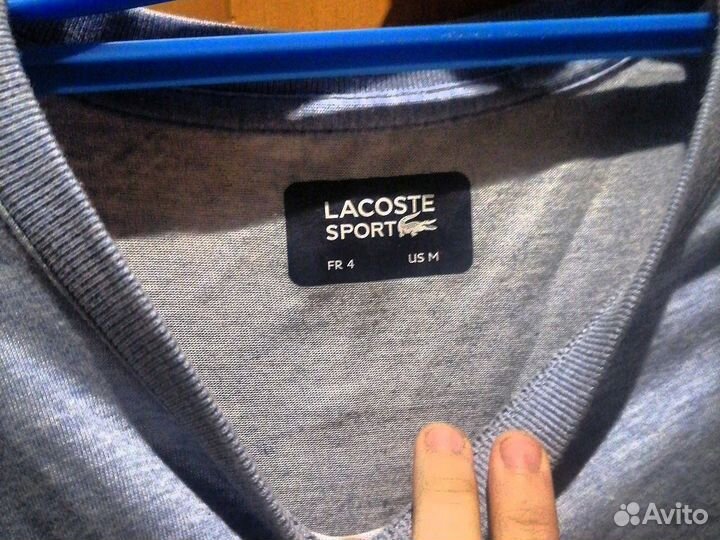 LACOSTE
SPORT
FR 4 US M
Avito